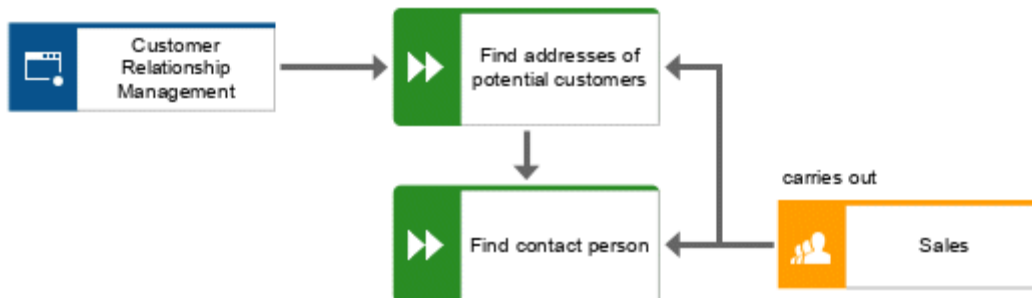 Customer
Relationship
Management
Find addresses of
potential customers
carries out
Find contact person
Sales